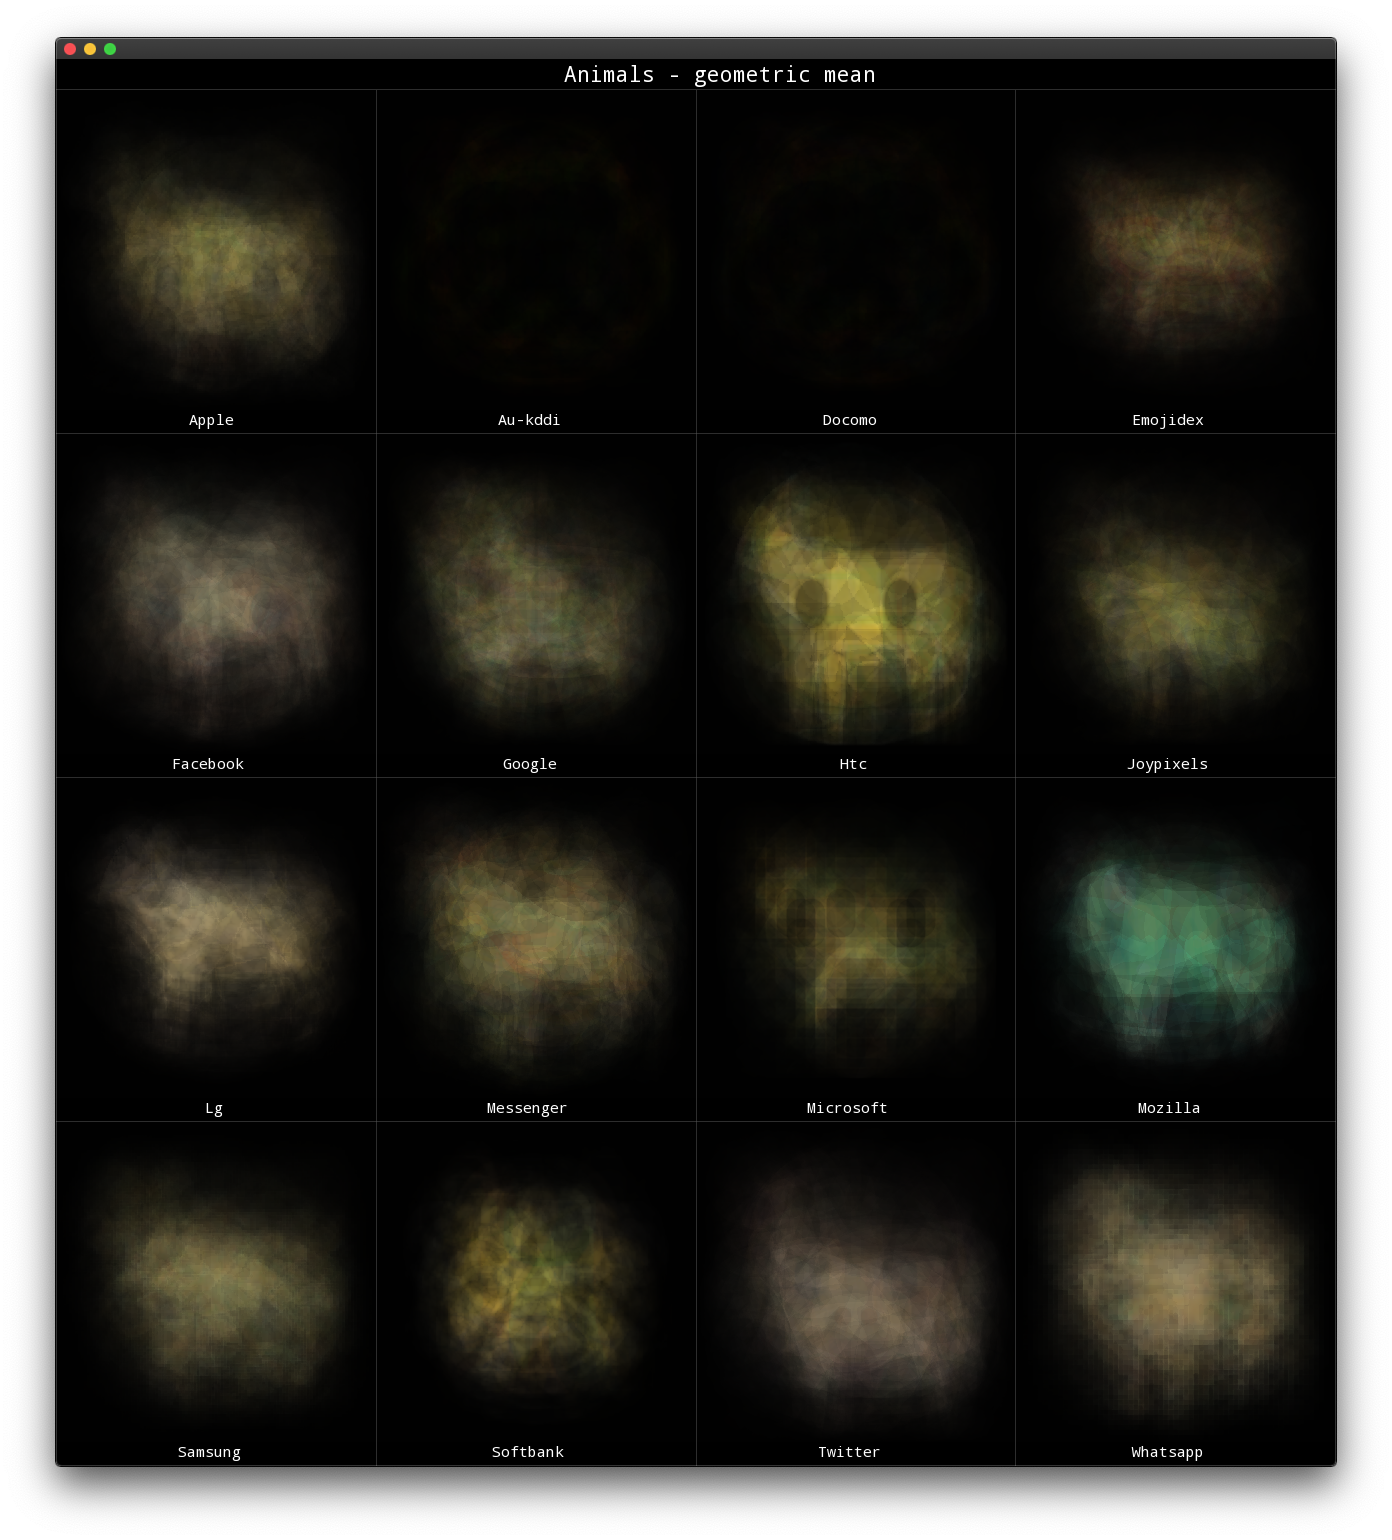 Animals - geometric mean
Apple
Au-kddi
Docomo
Emojidex
Facebook
Google
Htc
Joypixels
Lg
Messenger
Microsoft
Mozilla
Samsung
Softbank
Twitter
Whatsapp